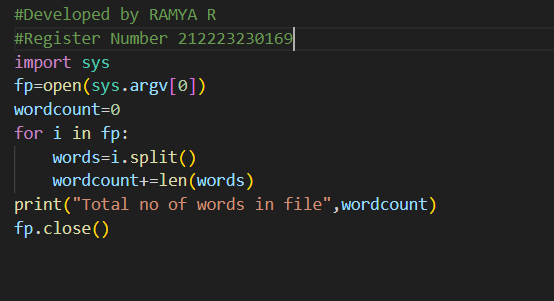 #Developed by RAMYA R
#Register Number 212223230169
import sys
fp=open(sys.argv[0])
wordcount=0
for i in fp:
    words=i.split()
    wordcount+=len(words)
print("Total no of words in file",wordcount)
fp.close()